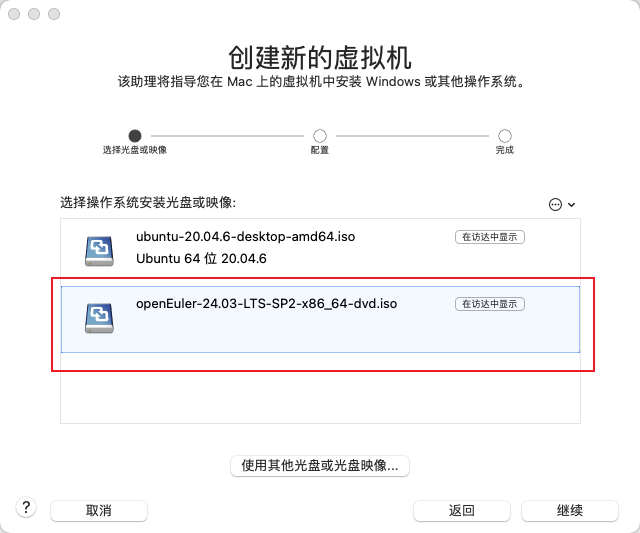 创建新的虚拟机
该助理将指导您在 Mac 上的虚拟机中安装 Windows 或其他操作系统。
选择光盘或映像
配置
完成
选择操作系统安装光盘或映像:
ubuntu-20.04.6-desktop-amd64.iso
在访达中显示
Ubuntu 64 位 20.04.6
openEuler-24.03-LTS-SP2-x86_64-dvd.iso
在访达中显示
使用其他光盘或光盘映像...
?
取消
返回
继续